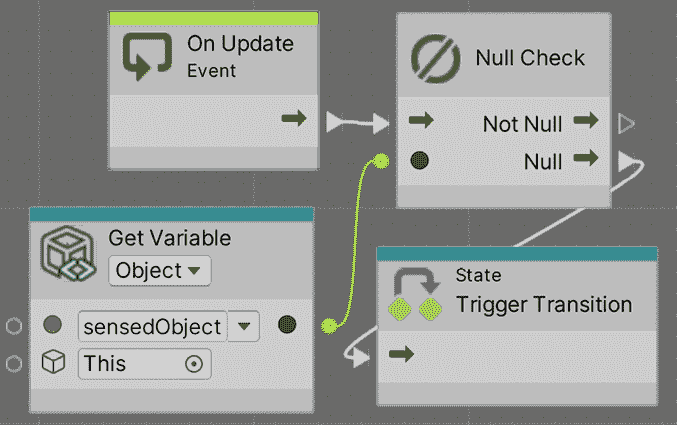 On Update
Event
Null Check
Not Null
Null
Get Variable
Object
sensedObject
This
State
Trigger Transition